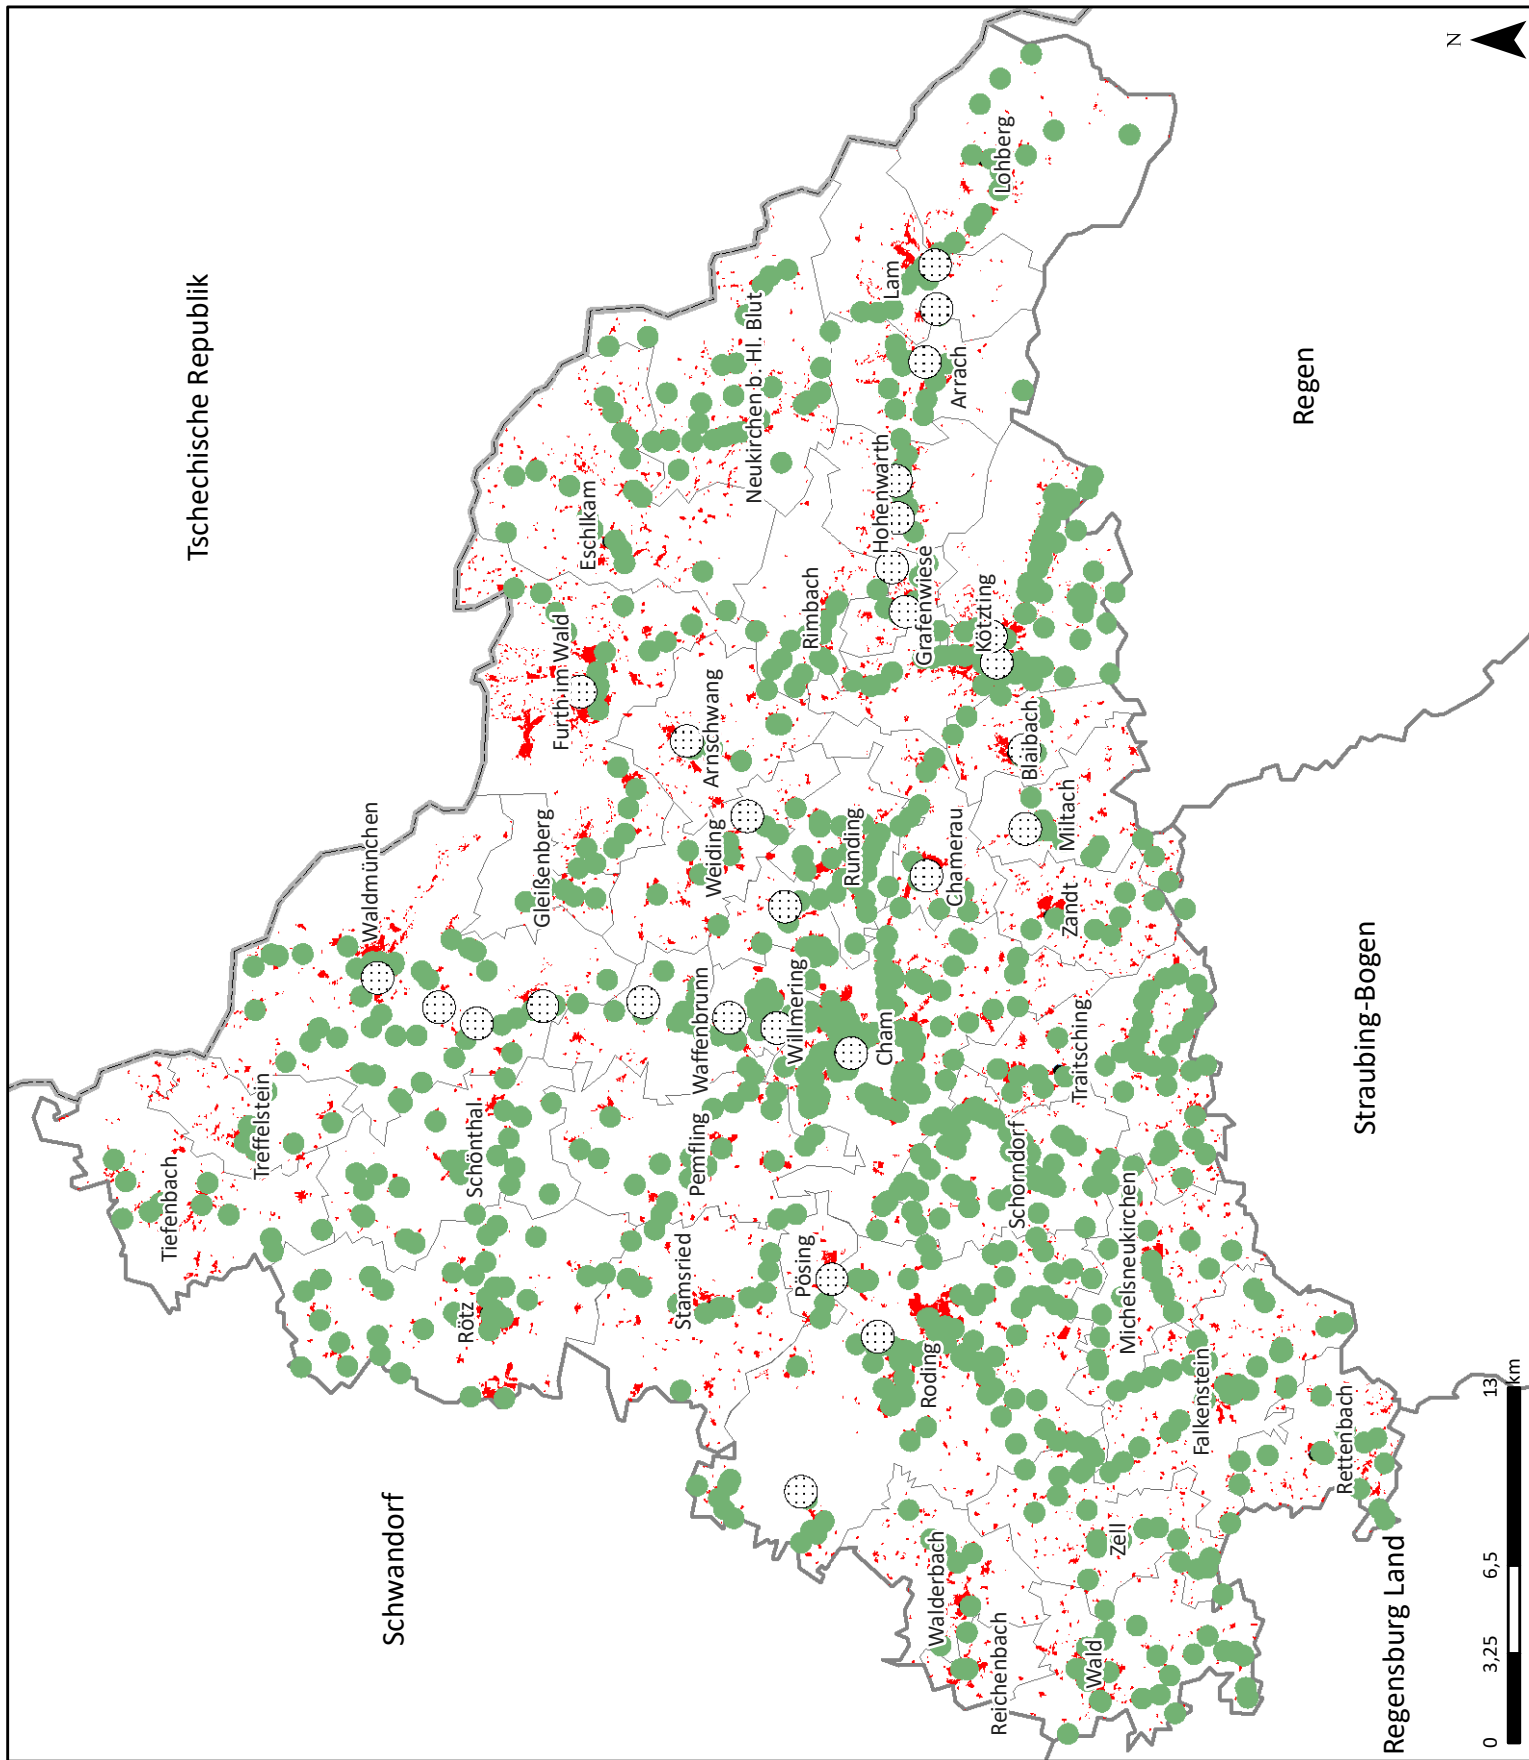 Tschechische Republik
Schwandorf
Regen
Straubing-Bogen
Regensburg Land
Tiefenbach
Treffelstein
Waldmünchen
Schönthal
Rötz
Gleißenberg
Furth im Wald
Eschlkam
Arnschwang
Weiding
Waffenbrunn
Pemfling
Stamsried
Neukirchen b. Hl. Blut
Rimbach
Willmering
Runding
Pösing
Cham
Lam
Hohenwarth
Grafenwiese
Arrach
Lohberg
Chamerau
Kötzting
Blaibach
Miltach
Zandt
Roding
Walderbach
Reichenbach
Schorndorf
Traitsching
Michelsneukirchen
Wald
Zell
Falkenstein
Rettenbach
N
0 3,25 6,5 13
km